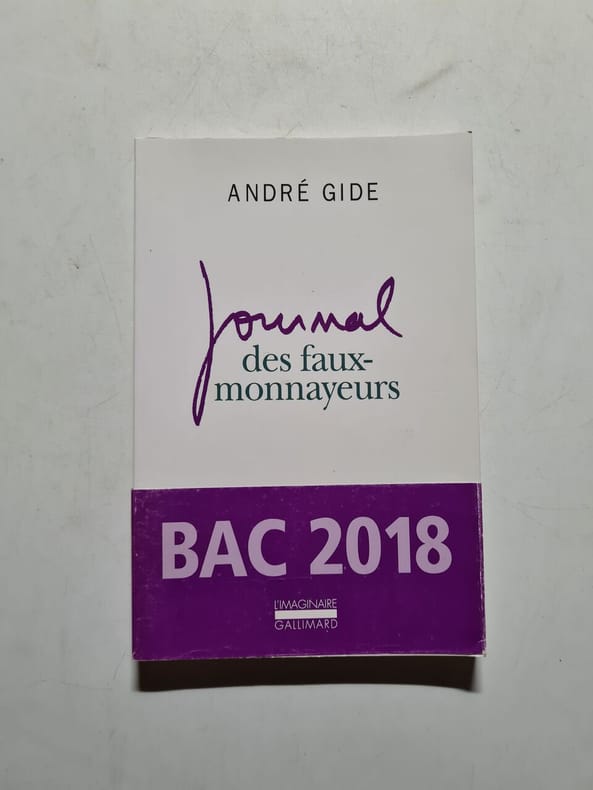 ANDRÉ GIDE
Journal
des faux-
monnayeurs
BAC 2018
L'IMAGINAIRE
GALLIMARD